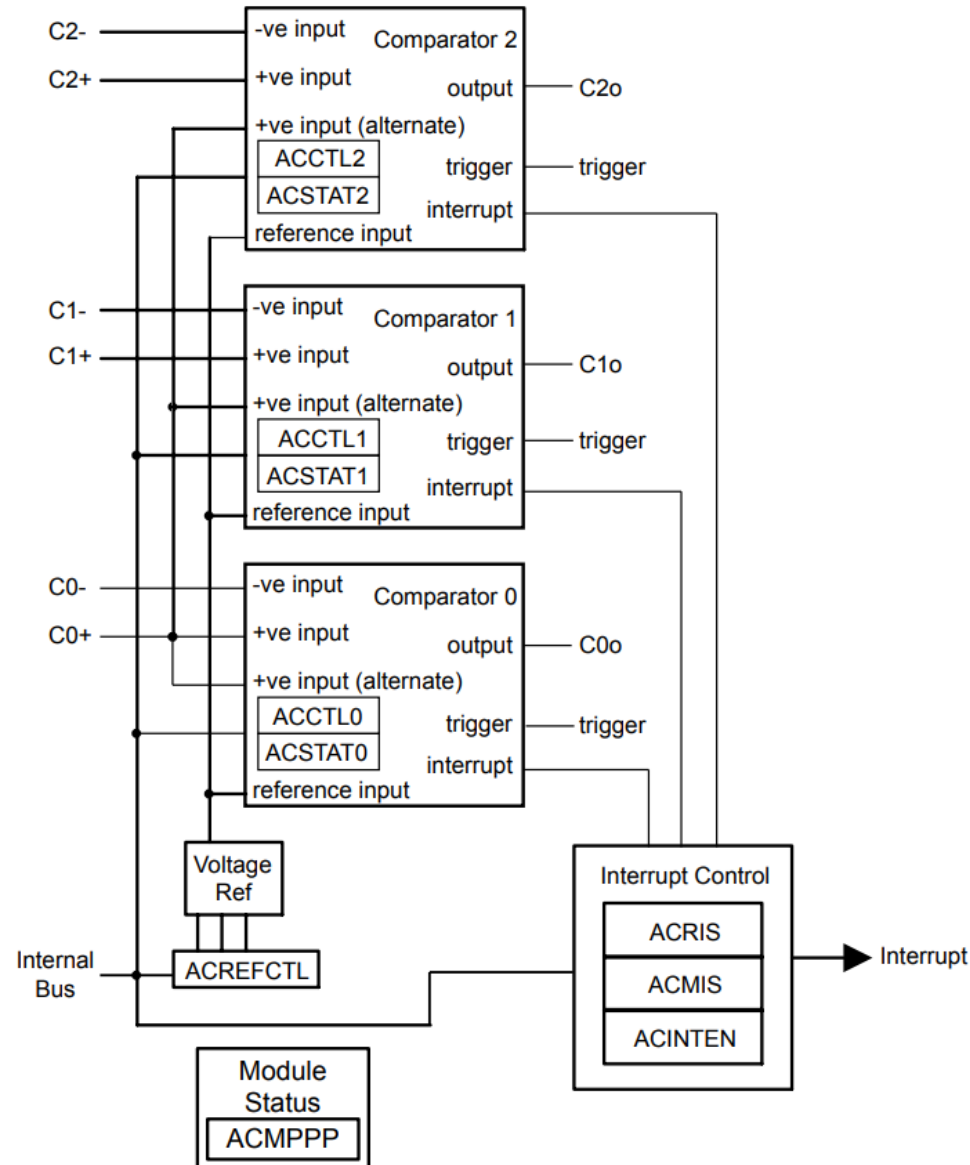 C2-
-ve input
Comparator 2
C2+
+ve input
output
C2o
+ve input (alternate)
ACCTL2
trigger
trigger
ACSTAT2
interrupt
reference input
C1-
-ve input
Comparator 1
C1+
+ve input
output
C1o
+ve input (alternate)
ACCTL1
trigger
trigger
ACSTAT1
interrupt
reference input
C0-
-ve input
Comparator 0
C0+
+ve input
output
C0o
+ve input (alternate)
ACCTL0
trigger
trigger
ACSTAT0
interrupt
reference input
Voltage
Ref
Interrupt Control
ACRIS
Internal
Bus
ACREFCTL
ACMIS
Interrupt
ACINTEN
Module
Status
ACMPPP